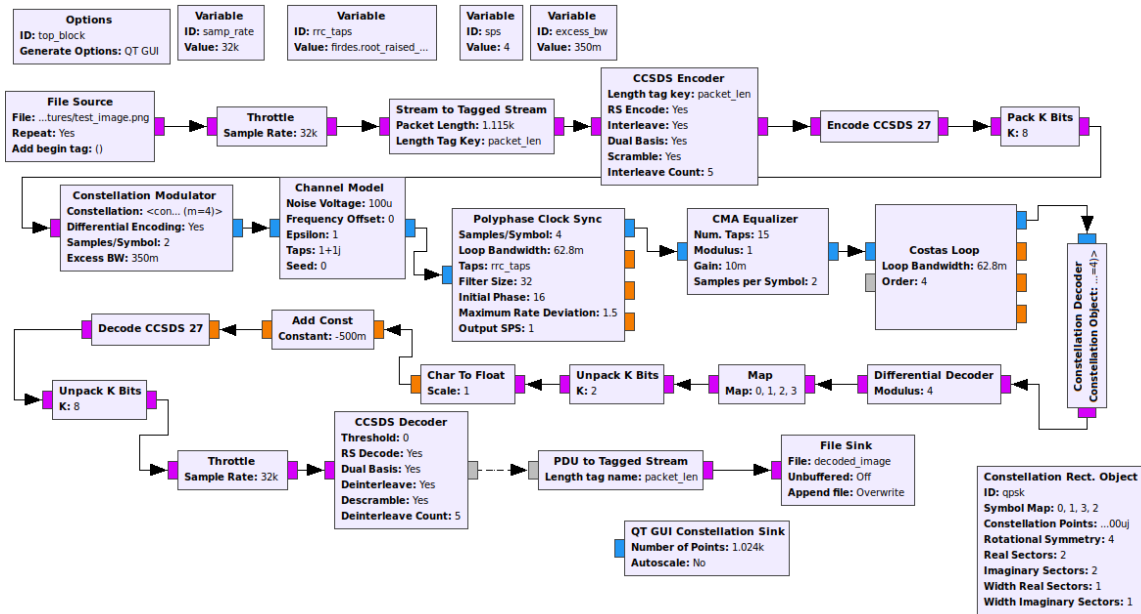 Options
ID: top_block
Generate Options: QT GUI
Variable
ID: samp_rate
Value: 32k
Variable
ID: rrc_taps
Value: firdes.root_raised_...
Variable
ID: sps
Value: 4
Variable
ID: excess_bw
Value: 350m
File Source
File: ...tures/test_image.png
Repeat: Yes
Add begin tag: ()
Throttle
Sample Rate: 32k
Stream to Tagged Stream
Packet Length: 1.115k
Length Tag Key: packet_len
CCSDS Encoder
Length tag key: packet_len
RS Encode: Yes
Interleave: Yes
Dual Basis: Yes
Scramble: Yes
Interleave Count: 5
Encode CCSDS 27
Pack K Bits
K: 8
Constellation Modulator
Constellation: <con... (m=4)>
Differential Encoding: Yes
Samples/Symbol: 2
Excess BW: 350m
Channel Model
Noise Voltage: 100u
Frequency Offset: 0
Epsilon: 1
Taps: 1+1j
Seed: 0
Polyphase Clock Sync
Samples/Symbol: 4
Loop Bandwidth: 62.8m
Taps: rrc_taps
Filter Size: 32
Initial Phase: 16
Maximum Rate Deviation: 1.5
Output SPS: 1
CMA Equalizer
Num. Taps: 15
Modulus: 1
Gain: 10m
Samples per Symbol: 2
Costas Loop
Loop Bandwidth: 62.8m
Order: 4
Constellation Decoder
Constellation Object: ...=4)>
Decode CCSDS 27
Add Const
Constant: -500m
Unpack K Bits
K: 8
Char To Float
Scale: 1
Unpack K Bits
K: 2
Map
Map: 0, 1, 2, 3
Differential Decoder
Modulus: 4
Throttle
Sample Rate: 32k
CCSDS Decoder
Threshold: 0
RS Decode: Yes
Dual Basis: Yes
Deinterleave: Yes
Descramble: Yes
Deinterleave Count: 5
PDU to Tagged Stream
Length tag name: packet_len
File Sink
File: decoded_image
Unbuffered: Off
Append file: Overwrite
QT GUI Constellation Sink
Number of Points: 1.024k
Autoscale: No
Constellation Rect. Object
ID: qpsk
Symbol Map: 0, 1, 3, 2
Constellation Points: ...00uj
Rotational Symmetry: 4
Real Sectors: 2
Imaginary Sectors: 2
Width Real Sectors: 1
Width Imaginary Sectors: 1